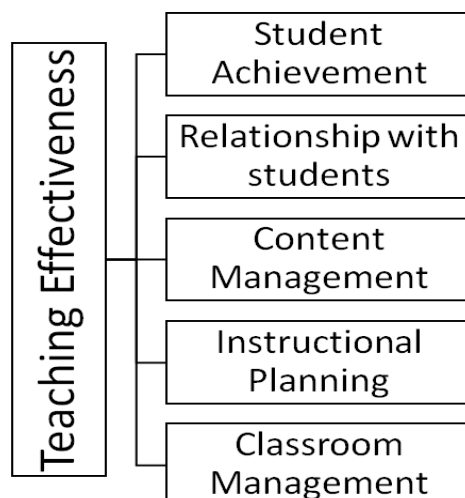 Teaching Effectiveness
Student
Achievement
Relationship with
students
Content
Management
Instructional
Planning
Classroom
Management